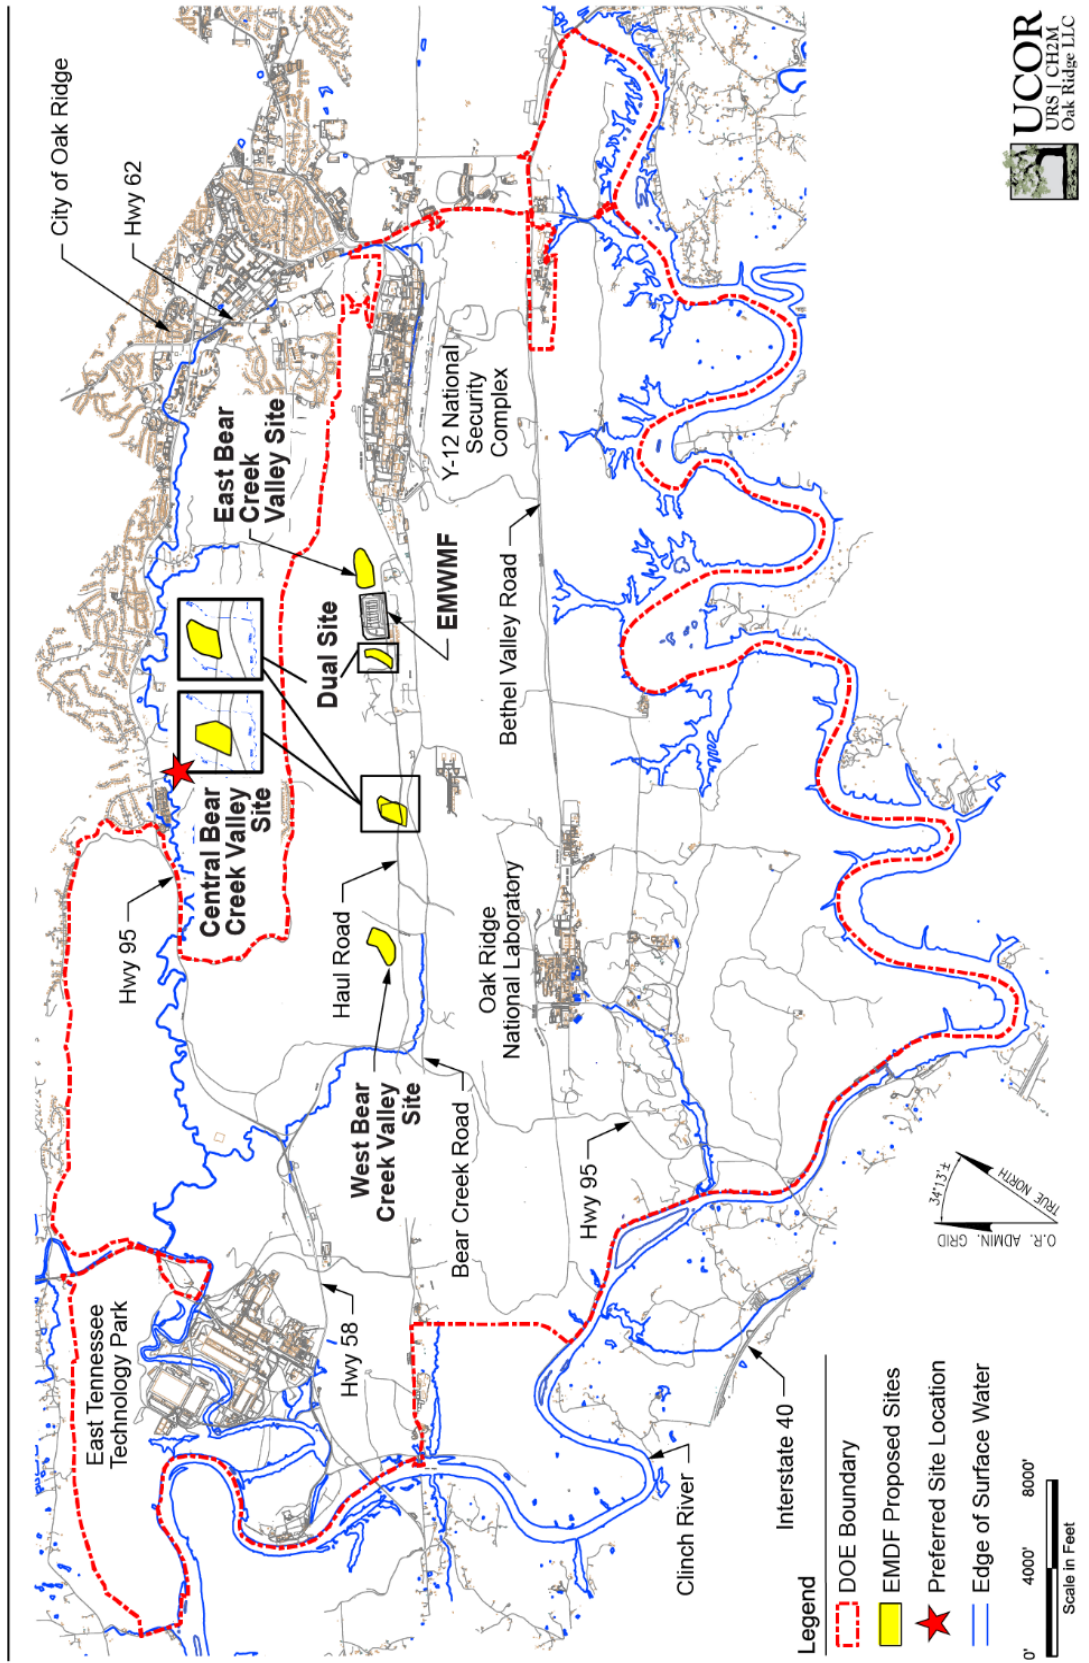 City of Oak Ridge
Hwy 62
East Bear
Creek
Valley Site
Y-12 National
Security
Complex
Dual Site
EMWMF
Bethel Valley Road
Central Bear
Creek Valley
Site
Hwy 95
Haul Road
Oak Ridge
National Laboratory
West Bear
Creek Valley
Site
Bear Creek Road
Hwy 95
East Tennessee
Technology Park
Hwy 58
Clinch River
Interstate 40
34°13'±
O.R. ADMIN. GRID
TRUE NORTH
Legend
DOE Boundary
EMDF Proposed Sites
Preferred Site Location
Edge of Surface Water
0' 4000' 8000'
Scale in Feet
UCOR
URS | CH2M
Oak Ridge LLC